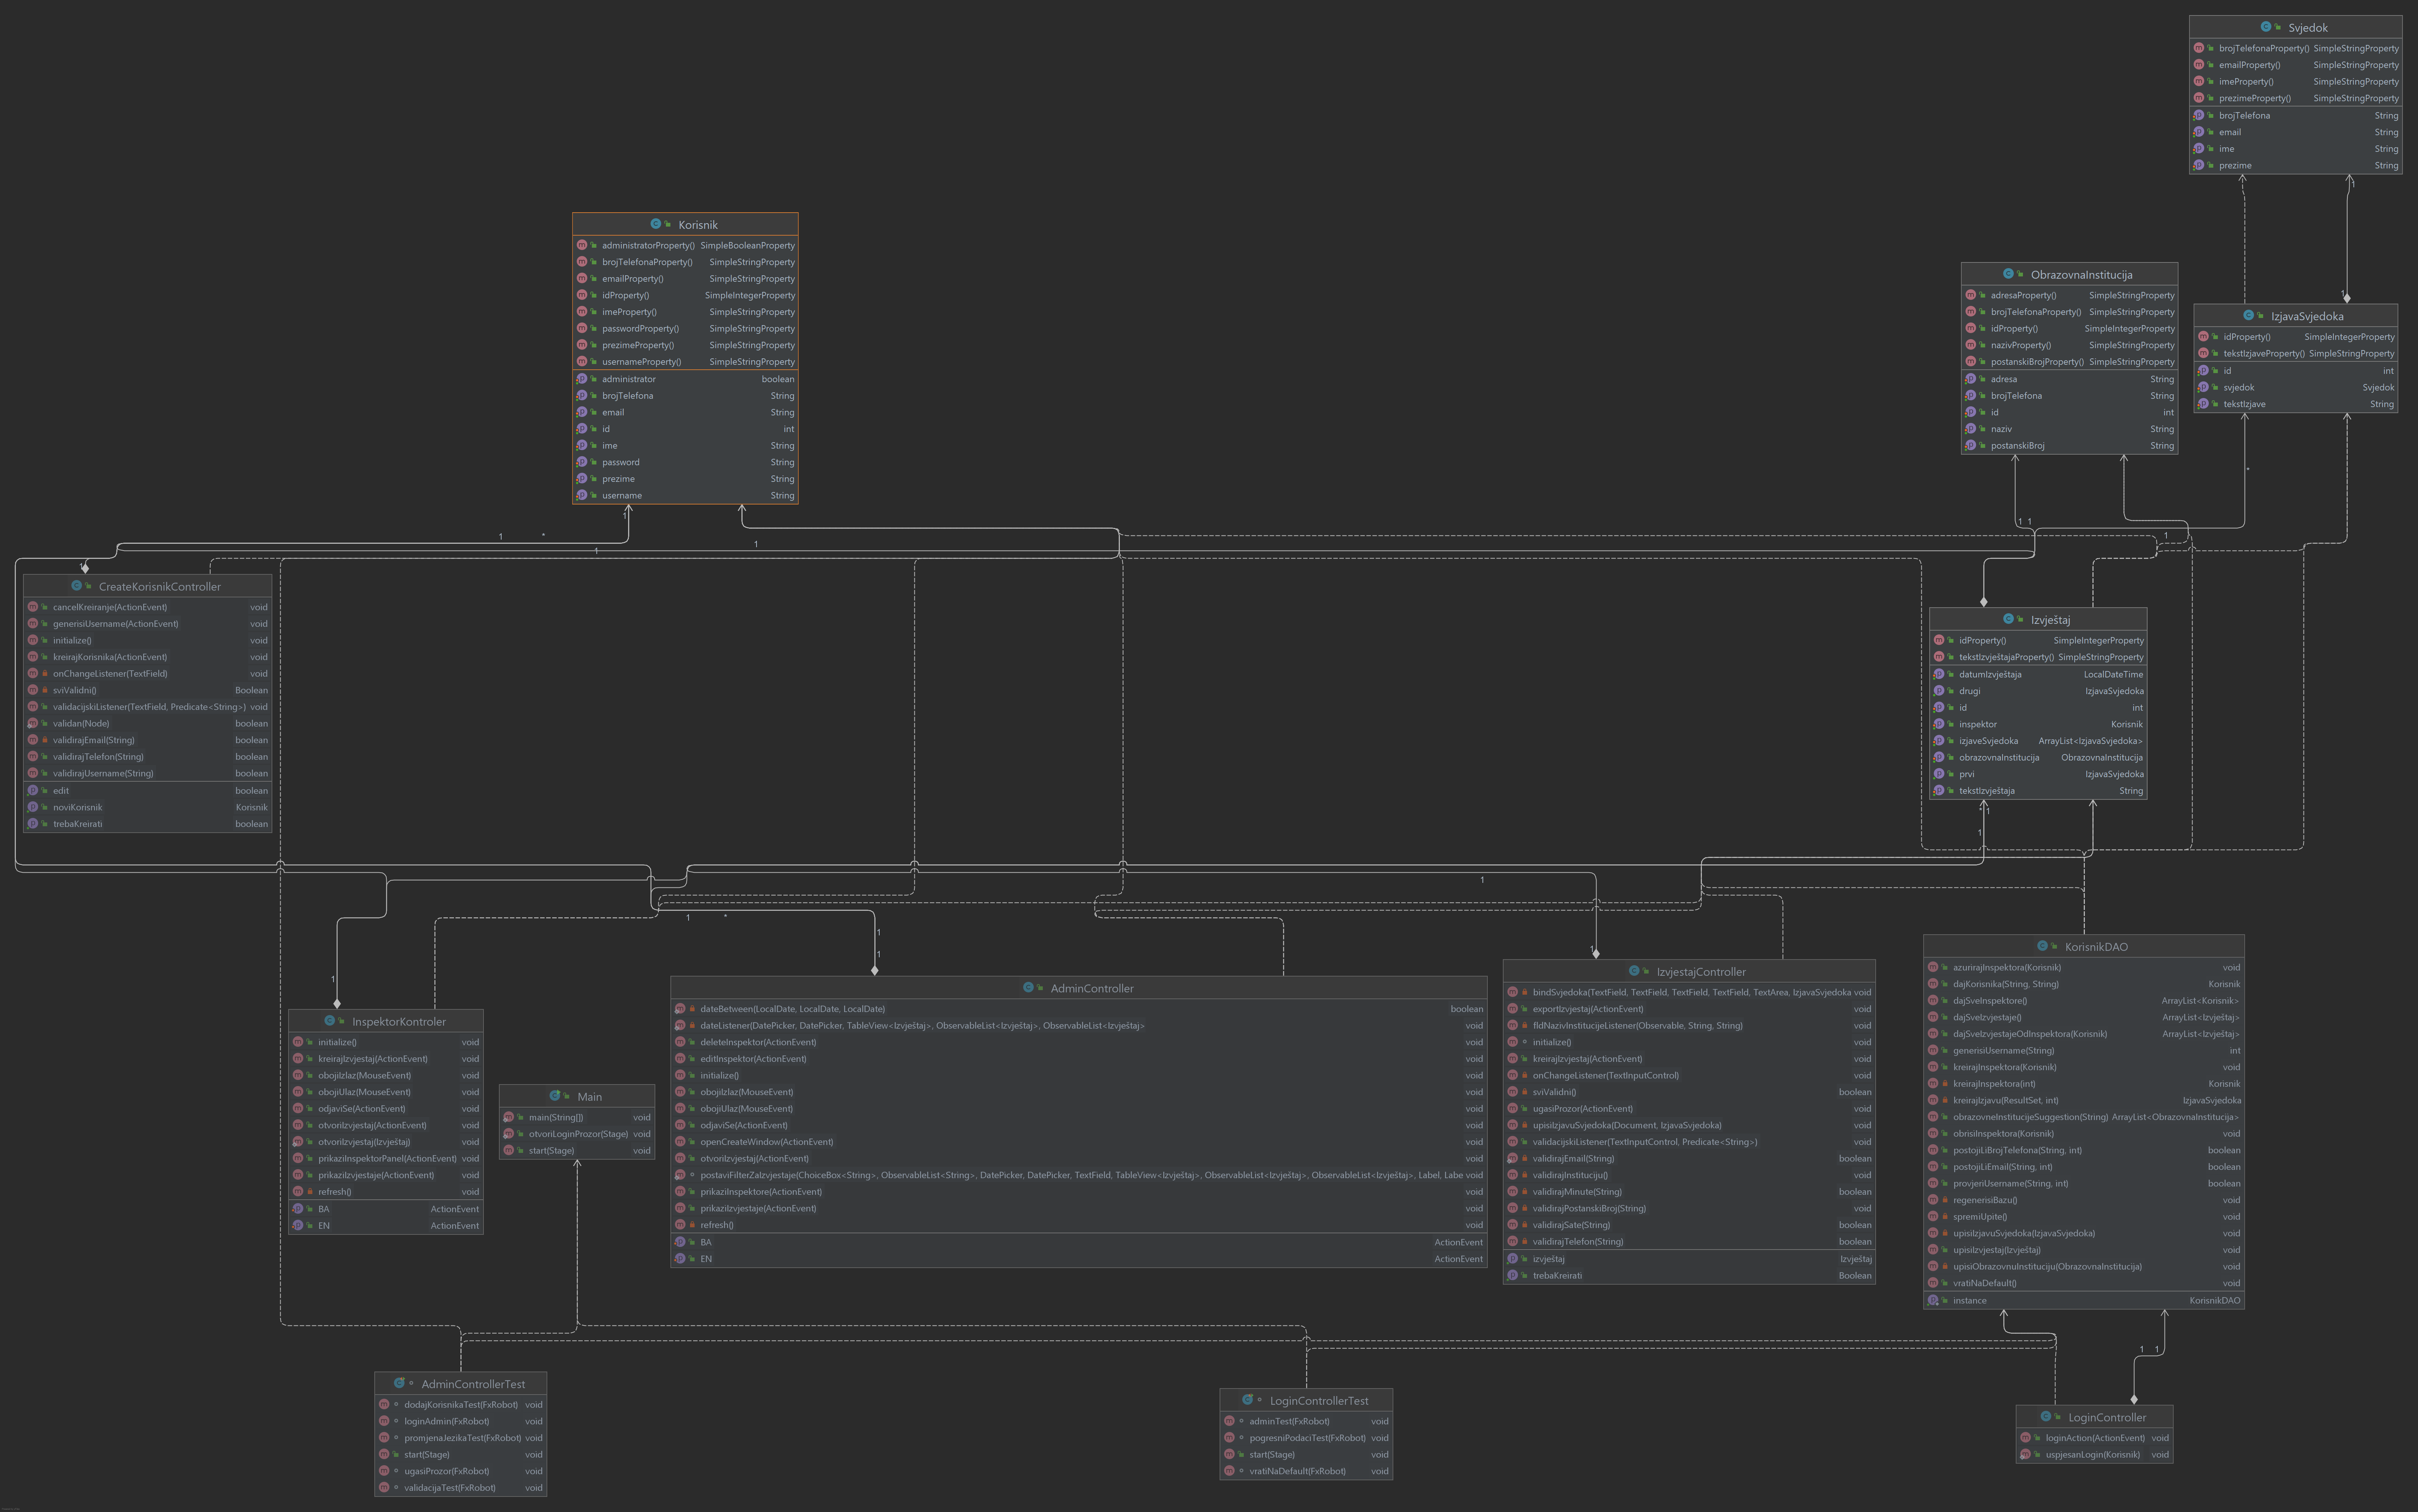 Svjedok
brojTelefonaProperty() SimpleStringProperty
emailProperty() SimpleStringProperty
imeProperty() SimpleStringProperty
prezimeProperty() SimpleStringProperty
brojTelefona String
email String
ime String
prezime String
1
1
Korisnik
administratorProperty() SimpleBooleanProperty
brojTelefonaProperty() SimpleStringProperty
emailProperty() SimpleStringProperty
idProperty() SimpleIntegerProperty
imeProperty() SimpleStringProperty
passwordProperty() SimpleStringProperty
prezimeProperty() SimpleStringProperty
usernameProperty() SimpleStringProperty
administrator boolean
brojTelefona String
email String
id int
ime String
password String
prezime String
username String
ObrazovnaInstitucija
adresaProperty() SimpleStringProperty
brojTelefonaProperty() SimpleStringProperty
idProperty() SimpleIntegerProperty
nazivProperty() SimpleStringProperty
postanskiBrojProperty() SimpleStringProperty
adresa String
brojTelefona String
id int
naziv String
postanskiBroj String
IzjavaSvjedoka
idProperty() SimpleIntegerProperty
tekstIzjaveProperty() SimpleStringProperty
id int
svjedok Svjedok
tekstIzjave String
*
1
1 *
1
1
1 1
1
1
CreateKorisnikController
cancelKreiranje(ActionEvent) void
generisiUsername(ActionEvent) void
initialize() void
kreirajKorisnika(ActionEvent) void
onChangeListener(TextField) void
sviValidni() Boolean
validacijskiListener(TextField, Predicate<String>) void
validan(Node) boolean
validirajEmail(String) boolean
validirajTelefon(String) boolean
validirajUsername(String) boolean
edit boolean
noviKorisnik Korisnik
trebaKreirati boolean
Izvještaj
idProperty() SimpleIntegerProperty
tekstIzvještajaProperty() SimpleStringProperty
datumIzvještaja LocalDateTime
drugi IzjavaSvjedoka
id int
inspektor Korisnik
izjaveSvjedoka ArrayList<IzjavaSvjedoka>
obrazovnaInstitucija ObrazovnaInstitucija
prvi IzjavaSvjedoka
tekstIzvještaja String
* 1
1
1
1 *
1
1
1
1
InspektorKontroler
initialize() void
kreirajIzvjestaj(ActionEvent) void
obojiIzlaz(MouseEvent) void
obojiUlaz(MouseEvent) void
odjaviSe(ActionEvent) void
otvoriIzvjestaj(ActionEvent) void
otvoriIzvjestaj(Izvještaj) void
prikaziInspektorPanel(ActionEvent) void
prikaziIzvjestaje(ActionEvent) void
refresh() void
BA ActionEvent
EN ActionEvent
Main
main(String[]) void
otvoriLoginProzor(Stage) void
start(Stage) void
AdminController
dateBetween(LocalDate, LocalDate, LocalDate) boolean
dateListener(DatePicker, DatePicker, TableView<Izvještaj>, ObservableList<Izvještaj>, ObservableList<Izvještaj> void
deleteInspektor(ActionEvent) void
editInspektor(ActionEvent) void
initialize() void
obojiIzlaz(MouseEvent) void
obojiUlaz(MouseEvent) void
odjaviSe(ActionEvent) void
openCreateWindow(ActionEvent) void
otvoriIzvjestaj(ActionEvent) void
postaviFilterZaIzvjestaje(ChoiceBox<String>, ObservableList<String>, DatePicker, DatePicker, TextField, TableView<Izvještaj>, ObservableList<Izvještaj>, ObservableList<Izvještaj>, Label, Labe void
prikaziInspektore(ActionEvent) void
prikaziIzvjestaje(ActionEvent) void
refresh() void
BA ActionEvent
EN ActionEvent
IzvjestajController
bindSvjedoka(TextField, TextField, TextField, TextField, TextArea, IzjavaSvjedoka void
exportIzvjestaj(ActionEvent) void
fldNazivInstitucijeListener(Observable, String, String) void
initialize() void
kreirajIzvjestaj(ActionEvent) void
onChangeListener(TextInputControl) void
sviValidni() boolean
ugasiProzor(ActionEvent) void
upisiIzjavuSvjedoka(Document, IzjavaSvjedoka) void
validacijskiListener(TextInputControl, Predicate<String>) void
validirajEmail(String) boolean
validirajInstituciju() void
validirajMinute(String) boolean
validirajPostanskiBroj(String) void
validirajSate(String) boolean
validirajTelefon(String) boolean
izvještaj Izvještaj
trebaKreirati Boolean
KorisnikDAO
azurirajInspektora(Korisnik) void
dajKorisnika(String, String) Korisnik
dajSveInspektore() ArrayList<Korisnik>
dajSveIzvjestaje() ArrayList<Izvještaj>
dajSveIzvjestajeOdInspektora(Korisnik) ArrayList<Izvještaj>
generisiUsername(String) int
kreirajInspektora(Korisnik) void
kreirajInspektora(int) Korisnik
kreirajIzjavu(ResultSet, int) IzjavaSvjedoka
obrazovneInstitucijeSuggestion(String) ArrayList<ObrazovnaInstitucija>
obrisiInspektora(Korisnik) void
postojiLiBrojTelefona(String, int) boolean
postojiLiEmail(String, int) boolean
provjeriUsername(String, int) boolean
regenerisiBazu() void
spremiUpite() void
upisiIzjavuSvjedoka(IzjavaSvjedoka) void
upisiIzvjestaj(Izvještaj) void
upisiObrazovnuInstituciju(ObrazovnaInstitucija) void
vratiNaDefault() void
instance KorisnikDAO
1 1
AdminControllerTest
dodajKorisnikaTest(FxRobot) void
loginAdmin(FxRobot) void
promjenaJezikaTest(FxRobot) void
start(Stage) void
ugasiProzor(FxRobot) void
validacijaTest(FxRobot) void
LoginControllerTest
adminTest(FxRobot) void
pogresniPodaciTest(FxRobot) void
start(Stage) void
vratiNaDefault(FxRobot) void
LoginController
loginAction(ActionEvent) void
uspjesanLogin(Korisnik) void